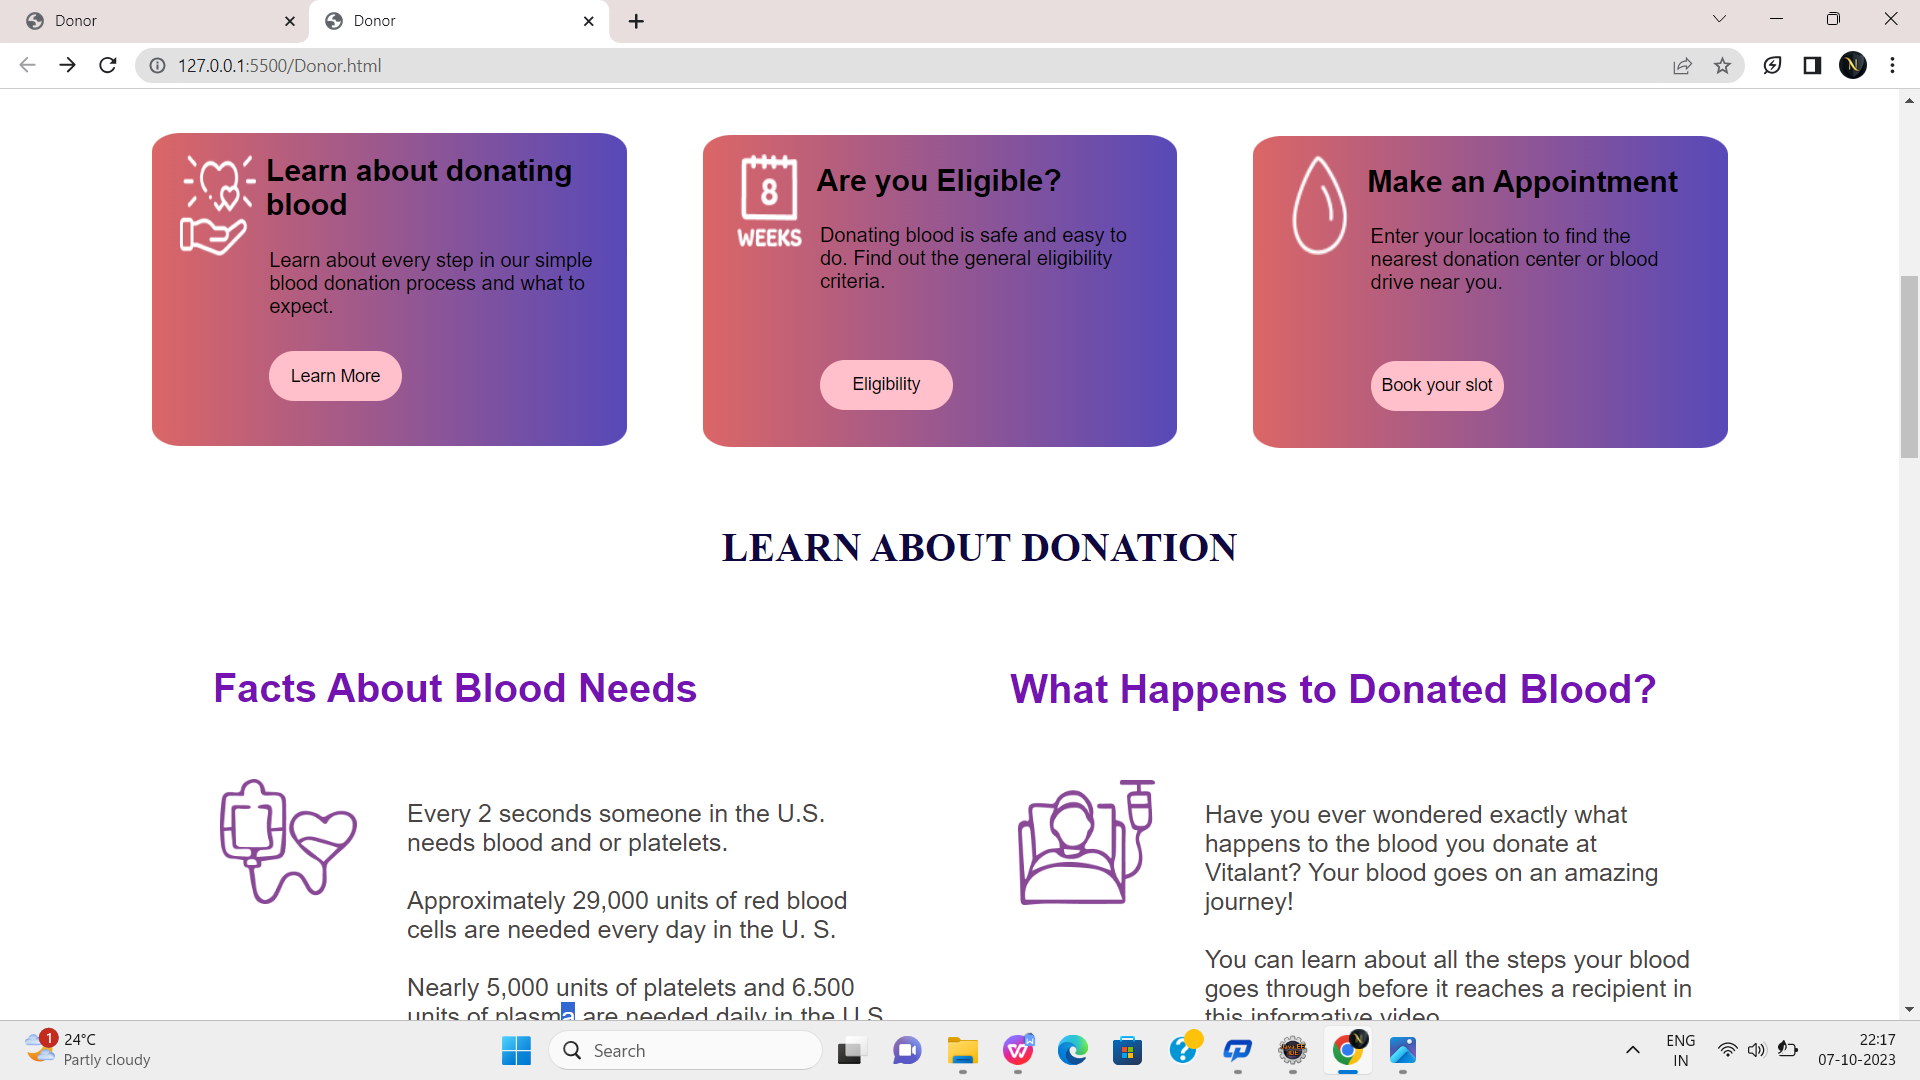 Donor
Donor
127.0.0.1:5500/Donor.html
Learn about donating
blood
Learn about every step in our simple
blood donation process and what to
expect.
Learn More
8
WEEKS
Are you Eligible?
Donating blood is safe and easy to
do. Find out the general eligibility
criteria.
Eligibility
Make an Appointment
Enter your location to find the
nearest donation center or blood
drive near you.
Book your slot
LEARN ABOUT DONATION
Facts About Blood Needs
Every 2 seconds someone in the U.S.
needs blood and or platelets.
Approximately 29,000 units of red blood
cells are needed every day in the U. S.
Nearly 5,000 units of platelets and 6.500
units of plasma are needed daily in the U.S
What Happens to Donated Blood?
Have you ever wondered exactly what
happens to the blood you donate at
Vitalant? Your blood goes on an amazing
journey!
You can learn about all the steps your blood
goes through before it reaches a recipient in
this informative video
1
24°C
Partly cloudy
Search
ENG
IN
22:17
07-10-2023